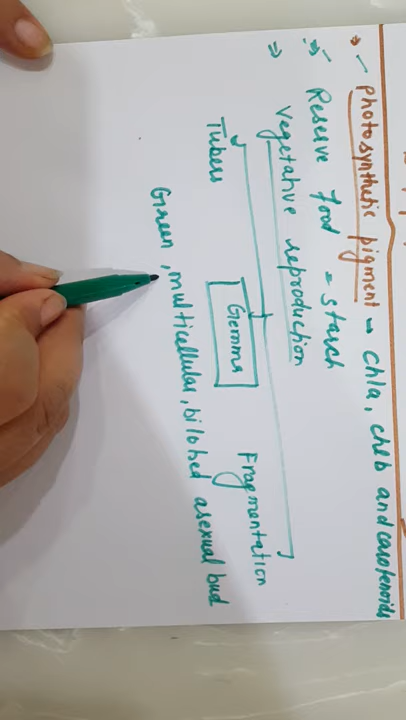 → – Photosynthetic pigment → chla, chlb and carotenoids
⇒ Reserve food = starch
⇒ Vegetative reproduction
Tubers Gemma Fragmentation
Green, multicellular, bilobed asexual bud